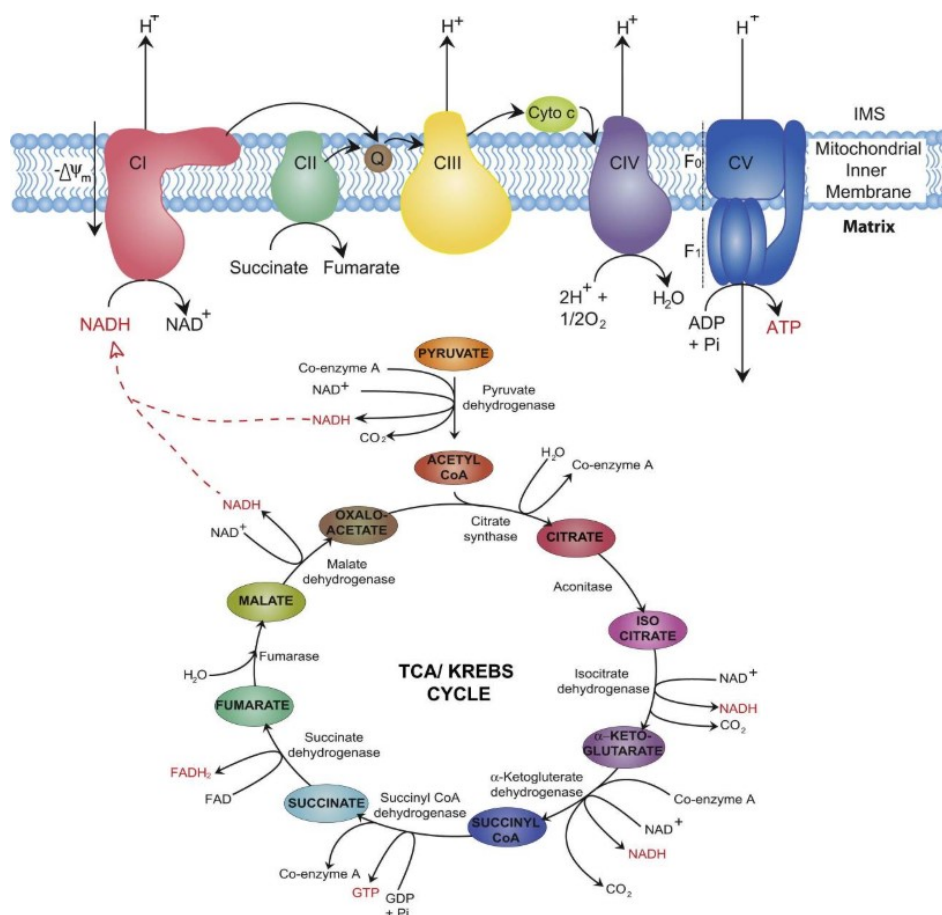 H+
H+
H+
H+
Cyto c
IMS
CI
CII
Q
CIII
CIV
F0
CV
Mitochondrial
Inner
Membrane
-ΔΨm
Matrix
F1
Succinate
Fumarate
2H+ +
1/2O2
H2O
ADP
+ Pi
ATP
NADH
NAD+
PYRUVATE
Co-enzyme A
NAD+
Pyruvate
dehydrogenase
NADH
CO2
ACETYL
CoA
H2O
Co-enzyme A
NADH
NAD+
OXALO-
ACETATE
Citrate
synthase
CITRATE
Malate
dehydrogenase
Aconitase
MALATE
ISO
CITRATE
H2O
Fumarase
TCA/ KREBS
CYCLE
Isocitrate
dehydrogenase
NAD+
NADH
CO2
FUMARATE
α-KETO-
GLUTARATE
Succinate
dehydrogenase
FADH2
FAD
α-Ketogluterate
dehydrogenase
Co-enzyme A
SUCCINATE
Succinyl CoA
dehydrogenase
SUCCINYL
CoA
NAD+
NADH
Co-enzyme A
GTP
GDP
+ Pi
CO2